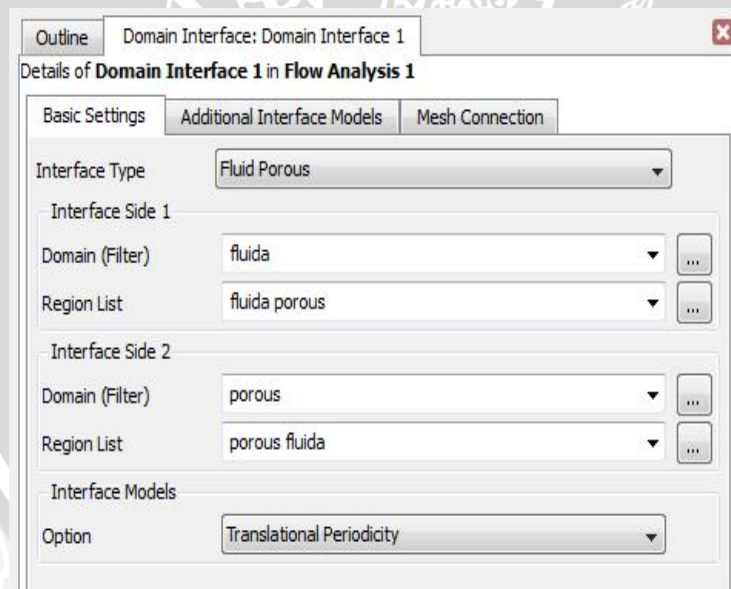 Outline Domain Interface: Domain Interface 1
Details of Domain Interface 1 in Flow Analysis 1
Basic Settings Additional Interface Models Mesh Connection
Interface Type Fluid Porous
Interface Side 1
Domain (Filter) fluida ...
Region List fluida porous ...
Interface Side 2
Domain (Filter) porous ...
Region List porous fluida ...
Interface Models
Option Translational Periodicity